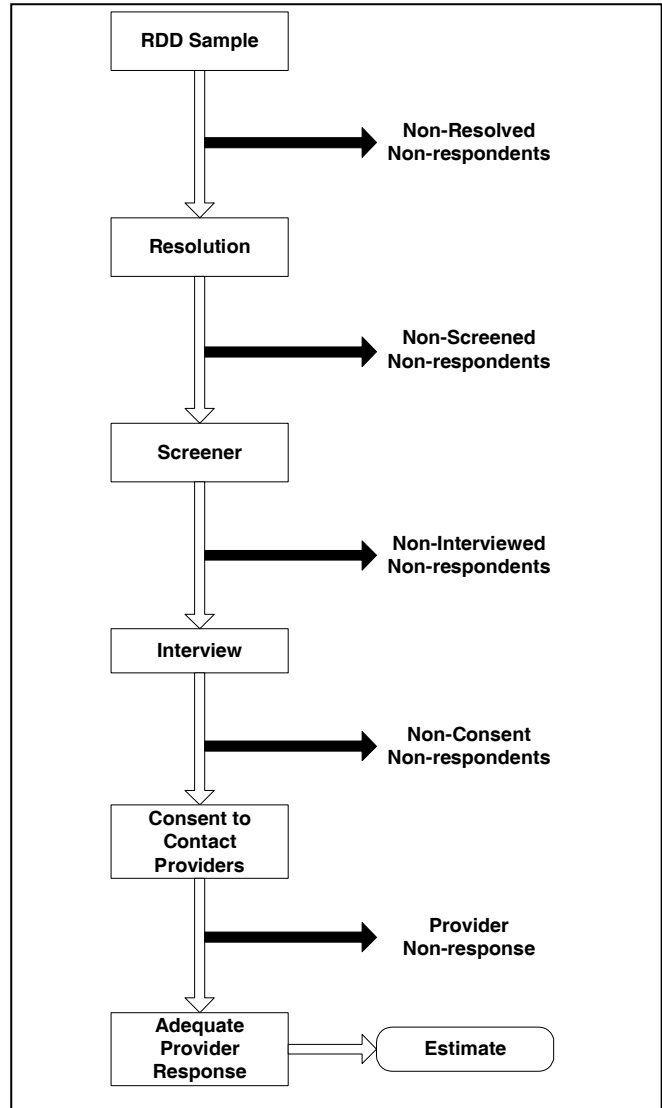 RDD Sample
Non-Resolved
Non-respondents
Resolution
Non-Screened
Non-respondents
Screener
Non-Interviewed
Non-respondents
Interview
Non-Consent
Non-respondents
Consent to
Contact
Providers
Provider
Non-response
Adequate
Provider
Response
Estimate